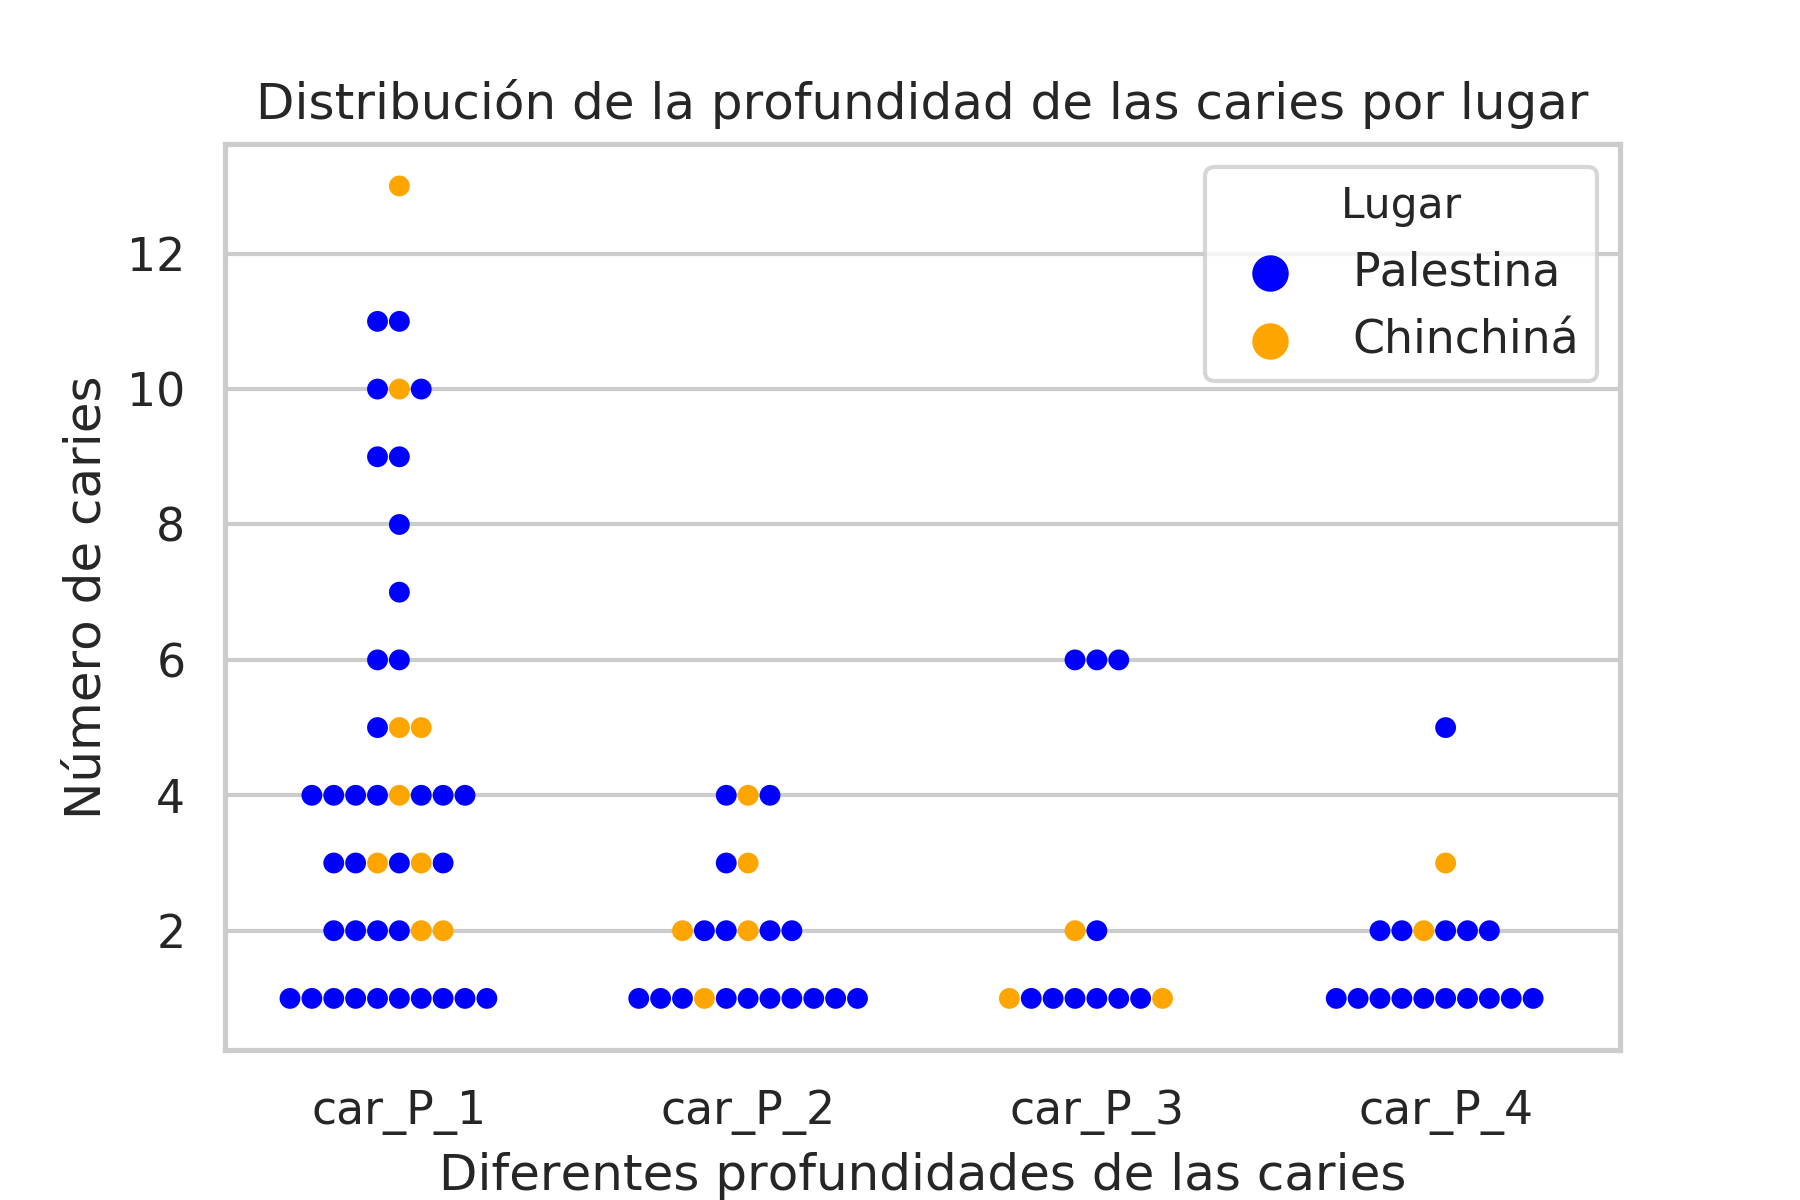 Distribución de la profundidad de las caries por lugar
Lugar
Palestina
Chinchiná
Número de caries
12
10
8
6
4
2
car_P_1 car_P_2 car_P_3 car_P_4
Diferentes profundidades de las caries